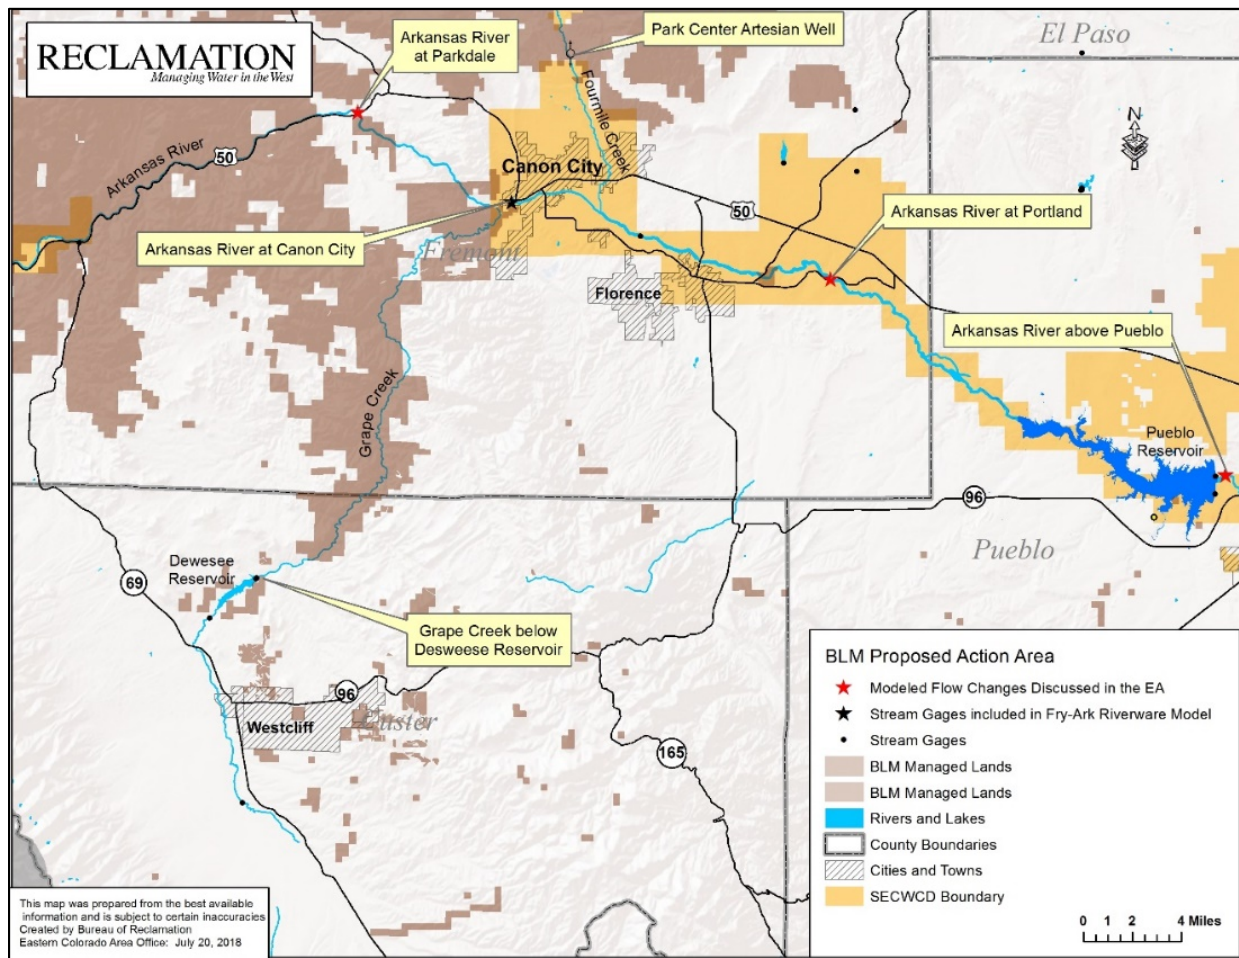 RECLAMATION
Managing Water in the West
Arkansas River
at Parkdale
Park Center Artesian Well
El Paso
N
Fourmile Creek
Arkansas River
50
Canon City
50
Arkansas River at Portland
Arkansas River at Canon City
Fremont
Florence
Arkansas River above Pueblo
Grape Creek
Pueblo
Reservoir
96
Pueblo
Dewesee
Reservoir
69
Grape Creek below
Desweese Reservoir
96
Westcliff
Custer
165
BLM Proposed Action Area
Modeled Flow Changes Discussed in the EA
Stream Gages included in Fry-Ark Riverware Model
Stream Gages
BLM Managed Lands
BLM Managed Lands
Rivers and Lakes
County Boundaries
Cities and Towns
SECWCD Boundary
0 1 2 4 Miles
This map was prepared from the best available
information and is subject to certain inaccuracies
Created by Bureau of Reclamation
Eastern Colorado Area Office: July 20, 2018